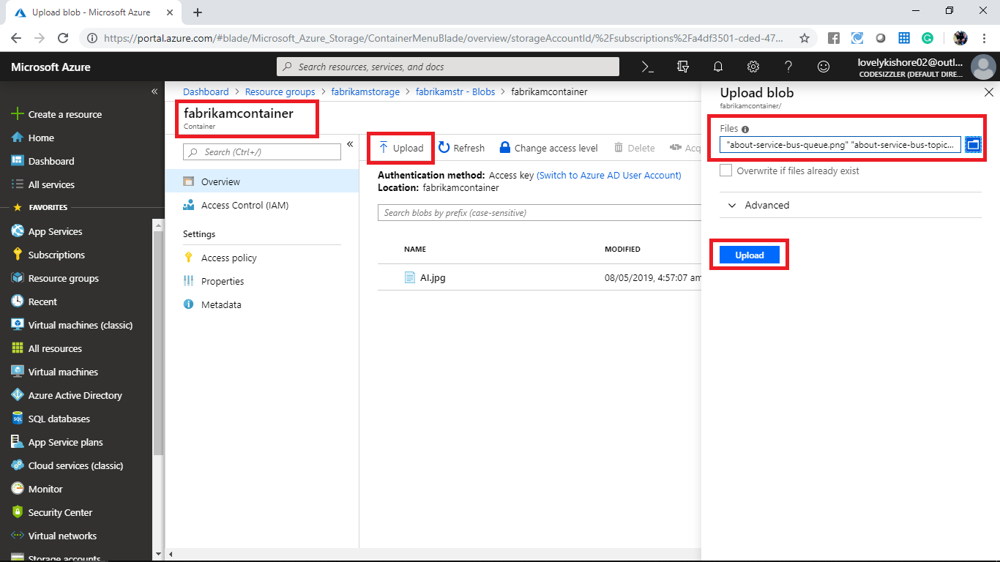 Upload blob - Microsoft Azure
https://portal.azure.com/#blade/Microsoft_Azure_Storage/ContainerMenuBlade/overview/storageAccountId/%2Fsubscriptions%2Fa4df3501-cded-47...
Microsoft Azure
Search resources, services, and docs
lovelykishore02@outl...
CODESIZZLER (DEFAULT DIRE...
Create a resource
Home
Dashboard
All services
FAVORITES
App Services
Subscriptions
Resource groups
Recent
Virtual machines (classic)
All resources
Virtual machines
Azure Active Directory
SQL databases
App Service plans
Cloud services (classic)
Monitor
Security Center
Virtual networks
Storage accounts
Dashboard > Resource groups > fabrikamstorage > fabrikamstr - Blobs > fabrikamcontainer
fabrikamcontainer
Container
Search (Ctrl+/)
Overview
Access Control (IAM)
Settings
Access policy
Properties
Metadata
Upload Refresh Change access level Delete Acq
Authentication method: Access key (Switch to Azure AD User Account)
Location: fabrikamcontainer
Search blobs by prefix (case-sensitive)
NAME MODIFIED
AI.jpg 08/05/2019, 4:57:07 am
Upload blob
fabrikamcontainer/
Files
"about-service-bus-queue.png" "about-service-bus-topic...
Overwrite if files already exist
Advanced
Upload